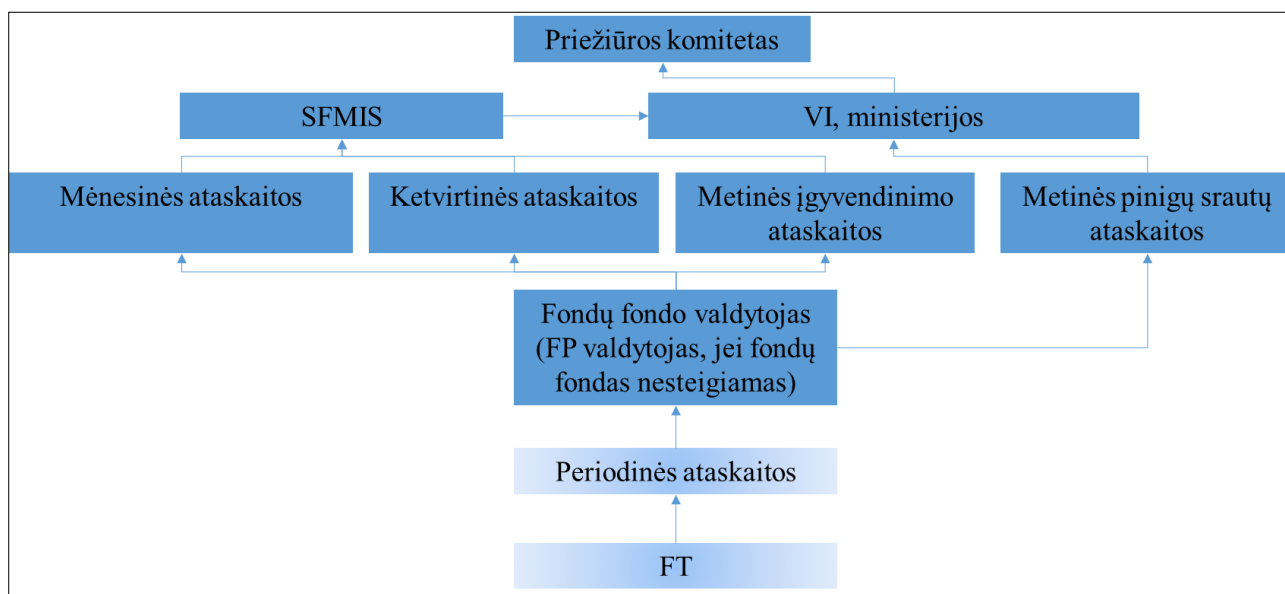 Priežiūros komitetas
SFMIS
VI, ministerijos
Mėnesinės ataskaitos
Ketvirtinės ataskaitos
Metinės įgyvendinimo
ataskaitos
Metinės pinigų srautų
ataskaitos
Fondų fondo valdytojas
(FP valdytojas, jei fondų
fondas nesteigiamas)
Periodinės ataskaitos
FT